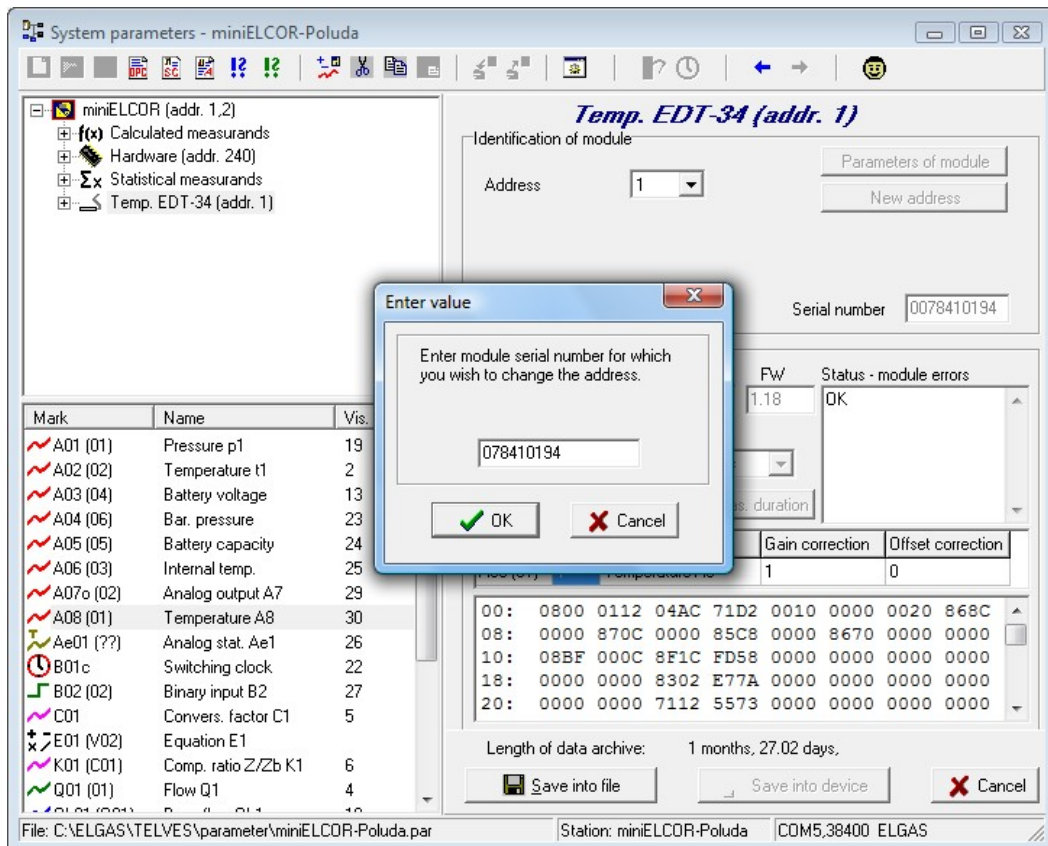 System parameters - miniELCOR-Poluda
miniELCOR (addr. 1,2)
f(x) Calculated measurands
Hardware (addr. 240)
Σx Statistical measurands
Temp. EDT-34 (addr. 1)
Temp. EDT-34 (addr. 1)
Identification of module
Address 1
Parameters of module
New address
Serial number 0078410194
Enter value
Enter module serial number for which
you wish to change the address.
078410194
OK Cancel
FW Status - module errors
1.18 OK
duration
Gain correction Offset correction
1 0
Mark Name Vis.
A01 (01) Pressure p1 19
A02 (02) Temperature t1 2
A03 (04) Battery voltage 13
A04 (06) Bar. pressure 23
A05 (05) Battery capacity 24
A06 (03) Internal temp. 25
A07o (02) Analog output A7 29
A08 (01) Temperature A8 30
Ae01 (??) Analog stat. Ae1 26
B01c Switching clock 22
B02 (02) Binary input B2 27
C01 Convers. factor C1 5
E01 (V02) Equation E1
K01 (C01) Comp. ratio Z/Zb K1 6
Q01 (01) Flow Q1 4
00: 0800 0112 04AC 71D2 0010 0000 0020 868C
08: 0000 870C 0000 85C8 0000 8670 0000 0000
10: 08BF 000C 8F1C FD58 0000 0000 0000 0000
18: 0000 0000 8302 E77A 0000 0000 0000 0000
20: 0000 0000 7112 5573 0000 0000 0000 0000
Length of data archive: 1 months, 27.02 days,
Save into file Save into device Cancel
File: C:\ELGAS\TELVES\parameter\miniELCOR-Poluda.par Station: miniELCOR-Poluda COM5,38400 ELGAS